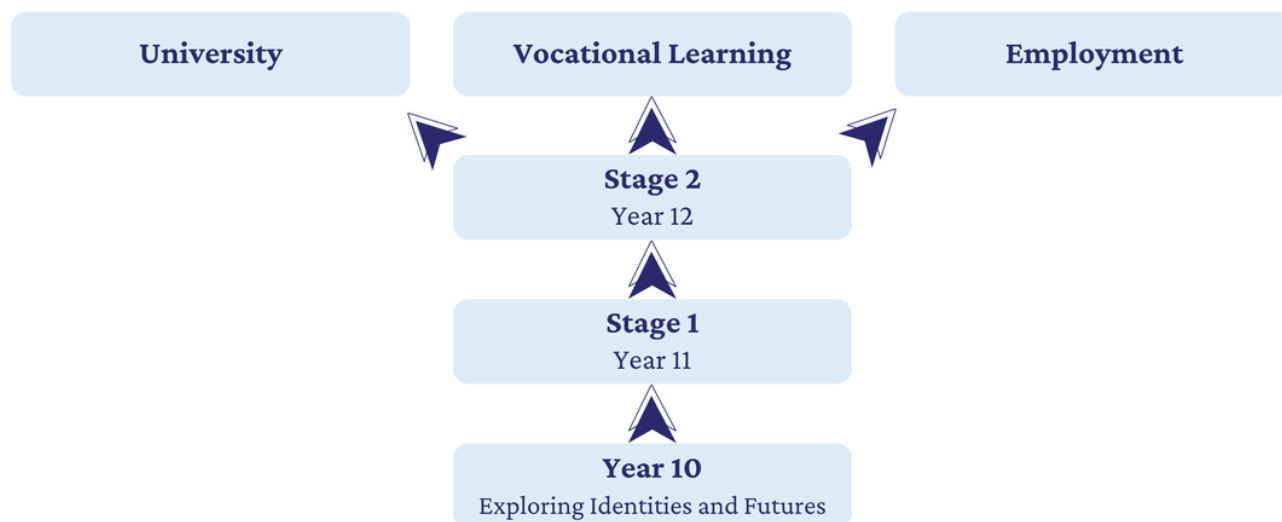 University
Vocational Learning
Employment
Stage 2
Year 12
Stage 1
Year 11
Year 10
Exploring Identities and Futures